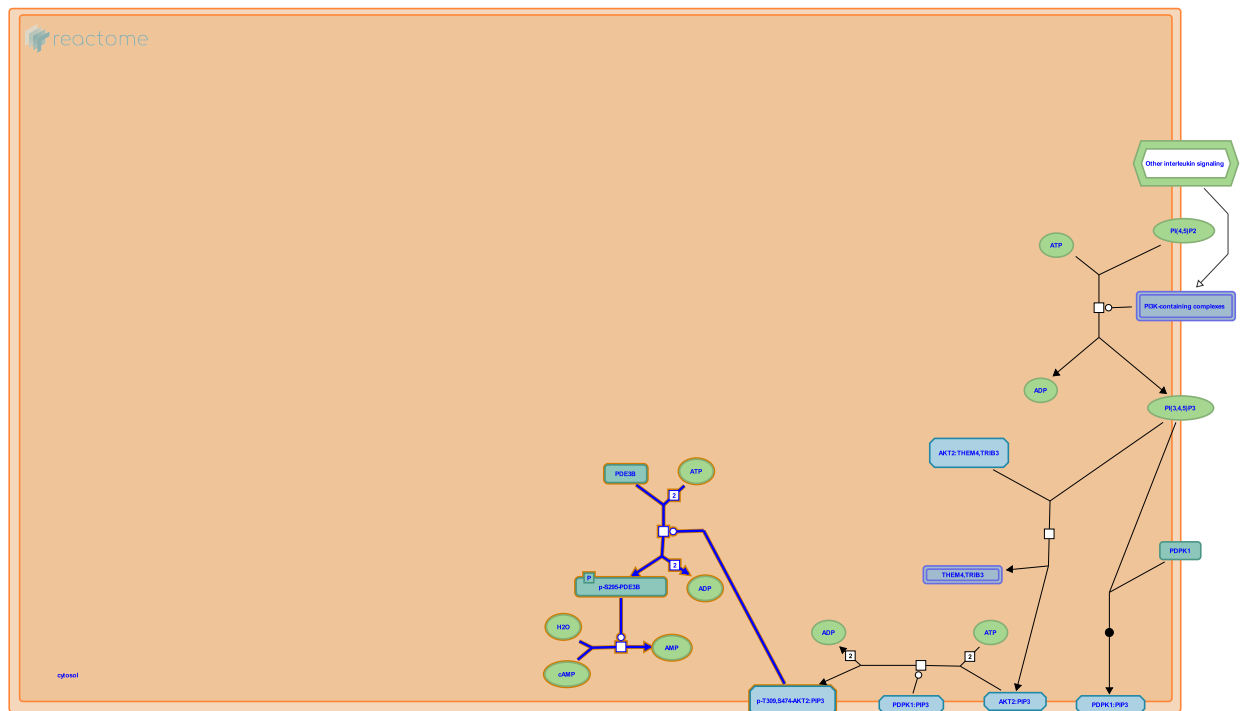 reactome
Other interleukin signaling
PI(4,5)P2
ATP
PI3K-containing complexes
ADP
PI(3,4,5)P3
AKT2:THEM4,TRIB3
PDE3B
ATP
2
PDPK1
2
THEM4,TRIB3
P
p-S295-PDE3B
ADP
H2O
ADP
ATP
AMP
2
2
cAMP
cytosol
p-T309,S474-AKT2:PIP3
PDPK1:PIP3
AKT2:PIP3
PDPK1:PIP3